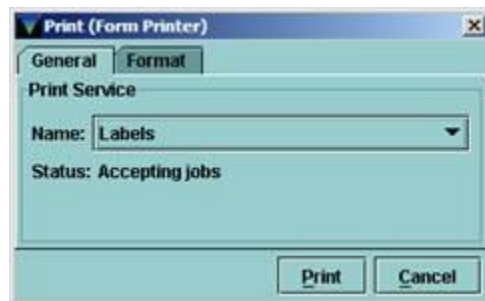 Print (Form Printer)
General Format
Print Service
Name: Labels
Status: Accepting jobs
Print Cancel